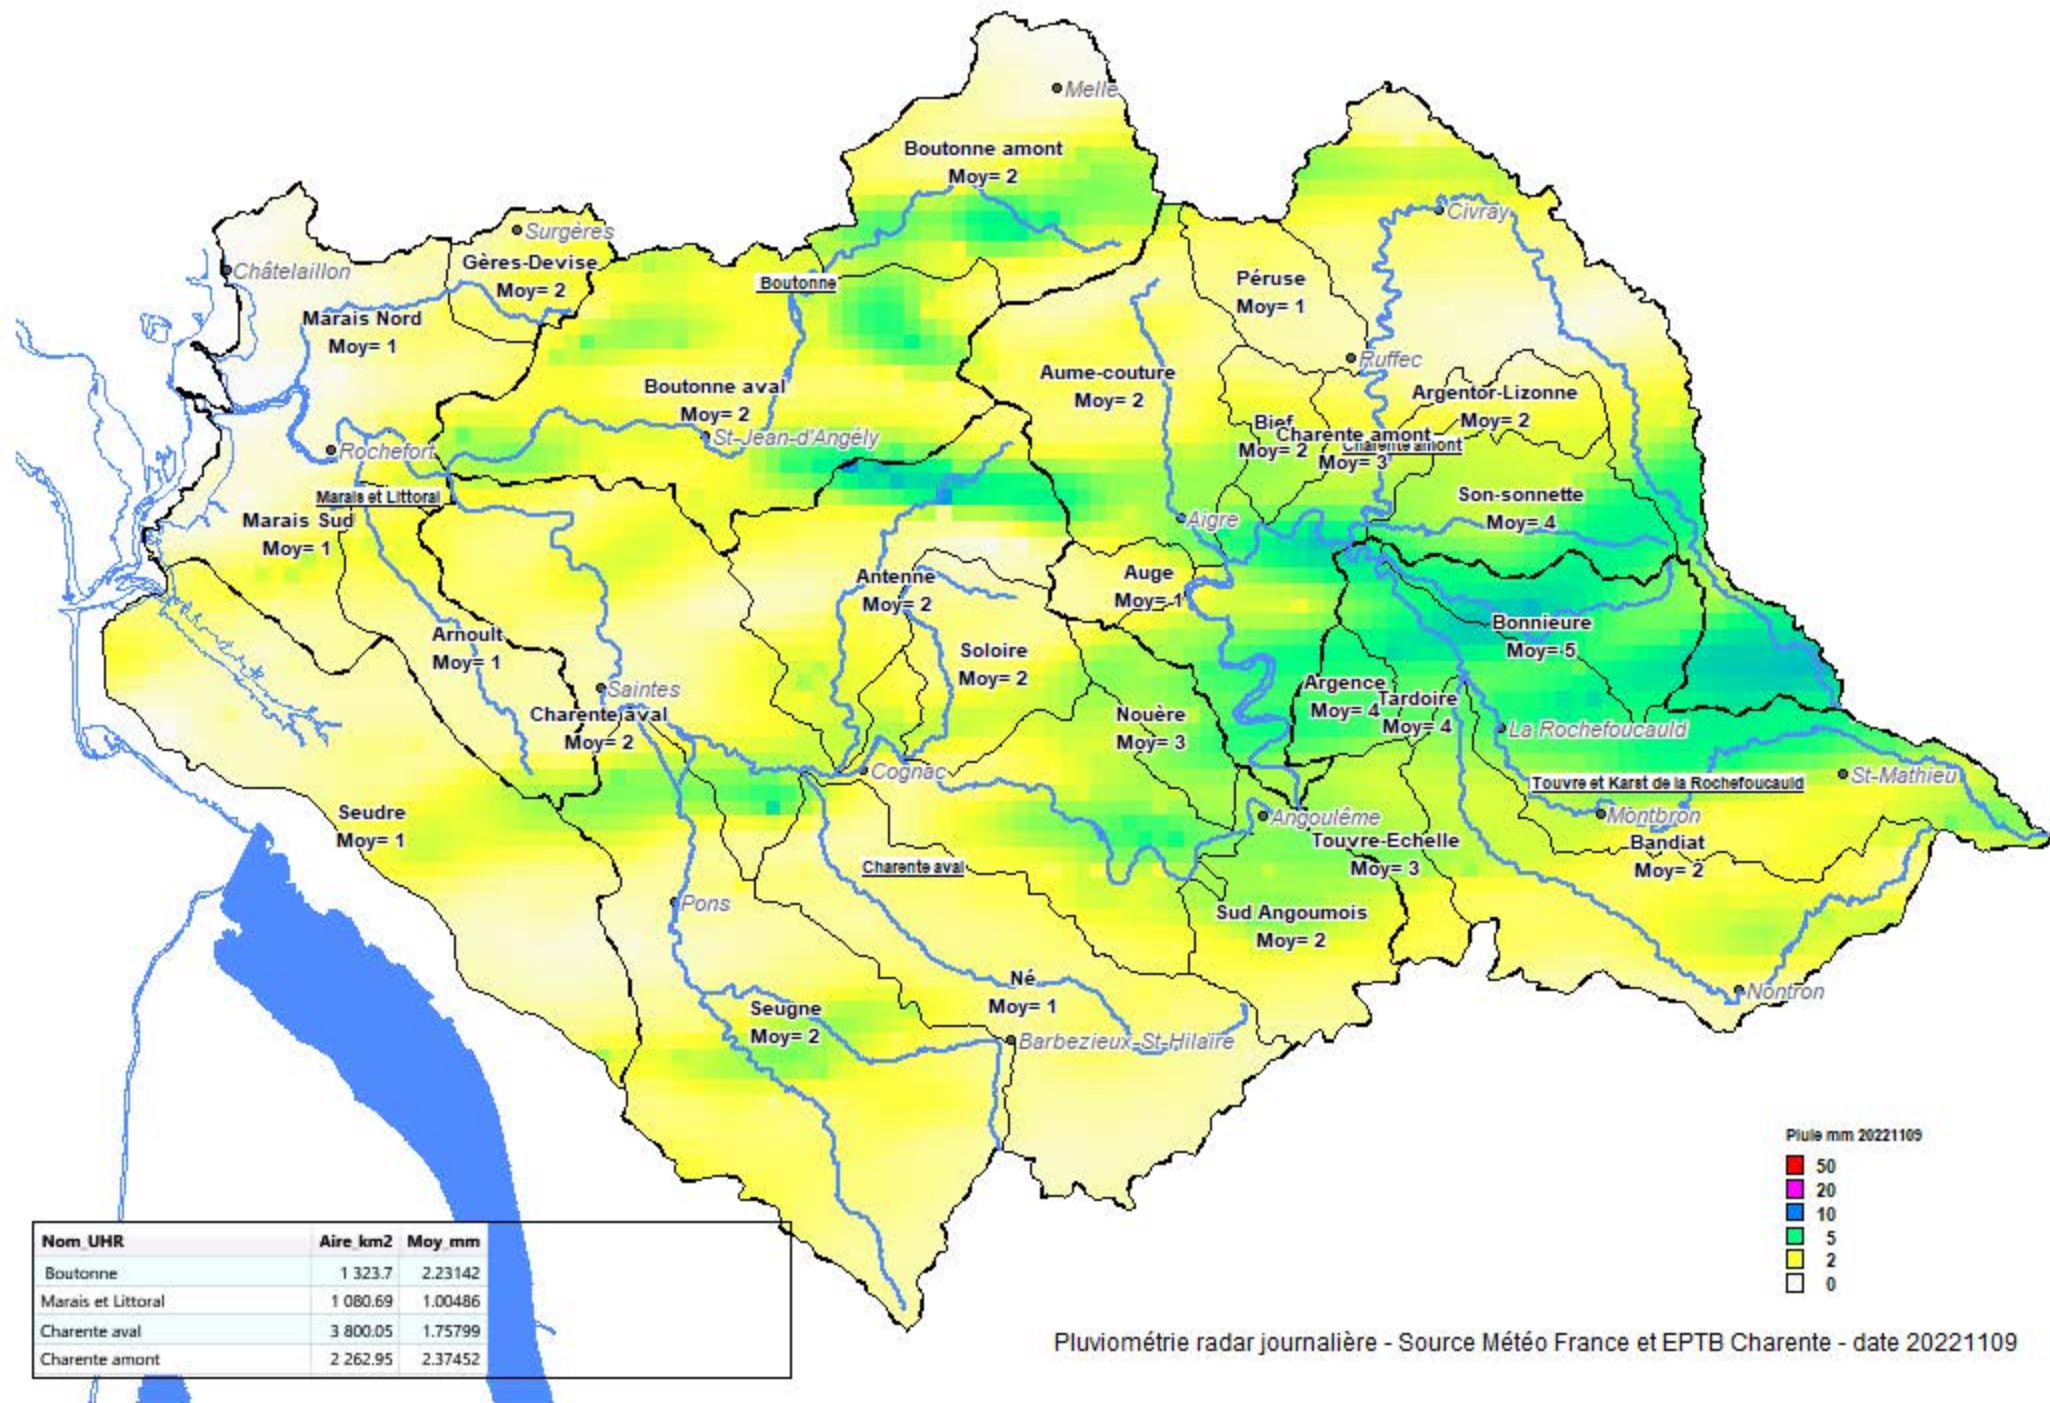 Melle
Boutonne amont
Moy= 2
Civray
Surgères
Châtelaillon
Gères-Devise
Moy= 2
Boutonne
Péruse
Moy= 1
Marais Nord
Moy= 1
Ruffec
Aume-couture
Moy= 2
Boutonne aval
Moy= 2
Argentor-Lizonne
Moy= 2
Bief
Moy= 2
Charente amont
Moy= 3
Charente amont
St-Jean-d'Angély
Rochefort
Marais et Littoral
Son-sonnette
Moy= 4
Marais Sud
Moy= 1
Aigre
Antenne
Moy= 2
Auge
Moy= 1
Bonnieure
Moy= 5
Arnoult
Moy= 1
Soloire
Moy= 2
Saintes
Argence
Moy= 4
Tardoire
Moy= 4
Charente aval
Moy= 2
Nouère
Moy= 3
La Rochefoucauld
Cognac
St-Mathieu
Touvre et Karst de la Rochefoucauld
Seudre
Moy= 1
Angoulême
Montbron
Touvre-Echelle
Moy= 3
Bandiat
Moy= 2
Charente aval
Pons
Sud Angoumois
Moy= 2
Né
Moy= 1
Nontron
Seugne
Moy= 2
Barbezieux-St-Hilaire
Pluie mm 20221109
50
20
10
5
2
0
Nom_UHR Aire_km2 Moy_mm
Boutonne 1 323.7 2.23142
Marais et Littoral 1 080.69 1.00486
Charente aval 3 800.05 1.75799
Charente amont 2 262.95 2.37452
Pluviométrie radar journalière - Source Météo France et EPTB Charente - date 20221109